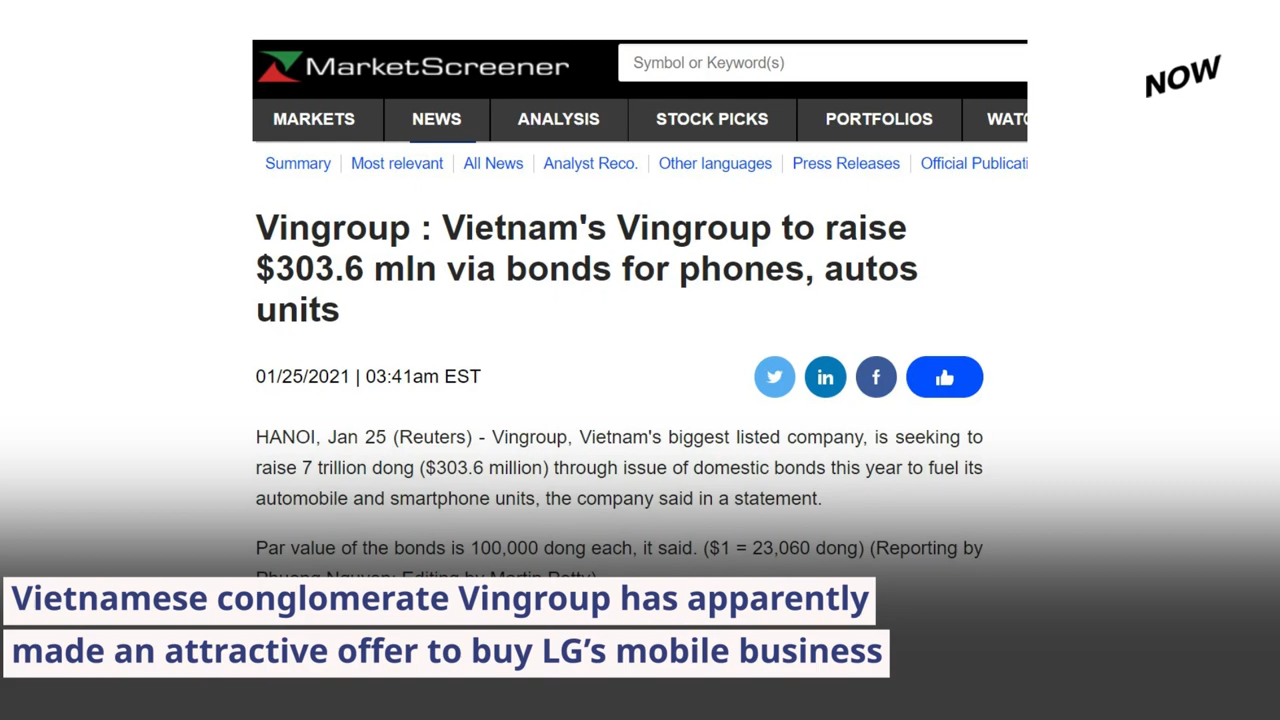 MarketScreener
Symbol or Keyword(s)
NOW
MARKETS NEWS ANALYSIS STOCK PICKS PORTFOLIOS
Summary Most relevant All News Analyst Reco. Other languages Press Releases Official
Vingroup : Vietnam's Vingroup to raise
$303.6 mln via bonds for phones, autos
units
01/25/2021 | 03:41am EST
HANOI, Jan 25 (Reuters) - Vingroup, Vietnam's biggest listed company, is seeking to
raise 7 trillion dong ($303.6 million) through issue of domestic bonds this year to fuel its
automobile and smartphone units, the company said in a statement.
Par value of the bonds is 100,000 dong each, it said. ($1 = 23,060 dong) (Reporting by
Vietnamese conglomerate Vingroup has apparently
made an attractive offer to buy LG’s mobile business